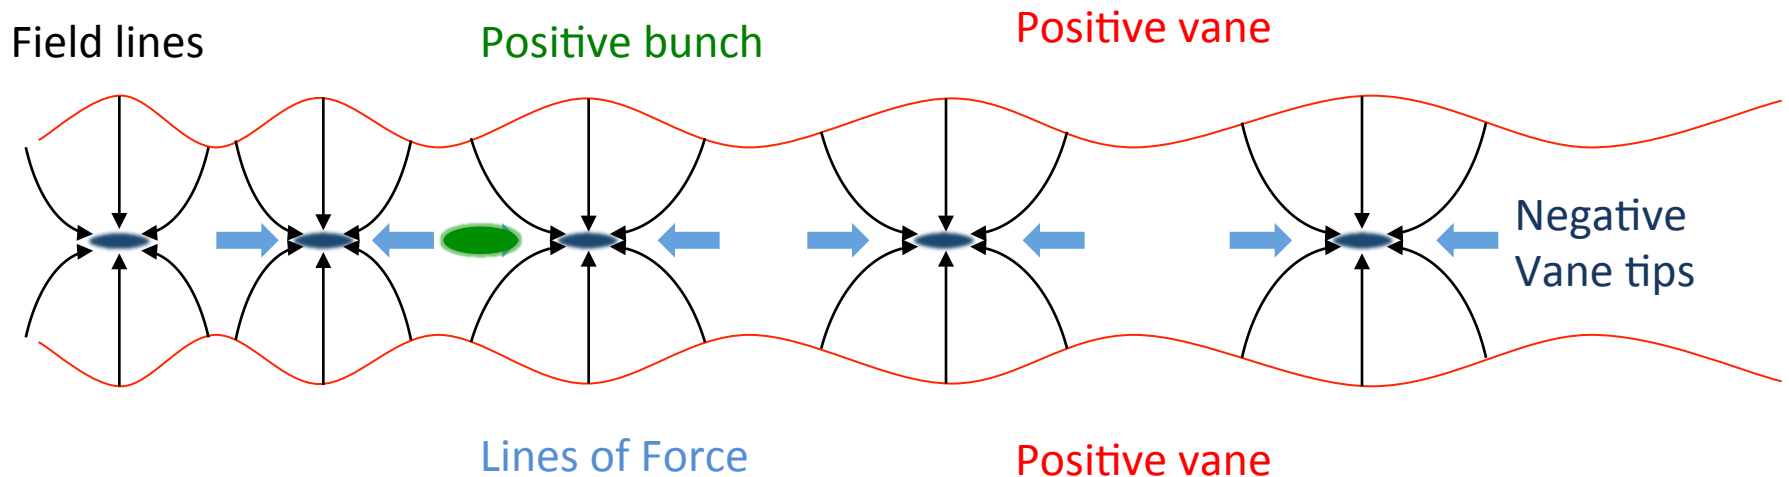 Field lines
Positive bunch
Positive vane
Negative
Vane tips
Lines of Force
Positive vane